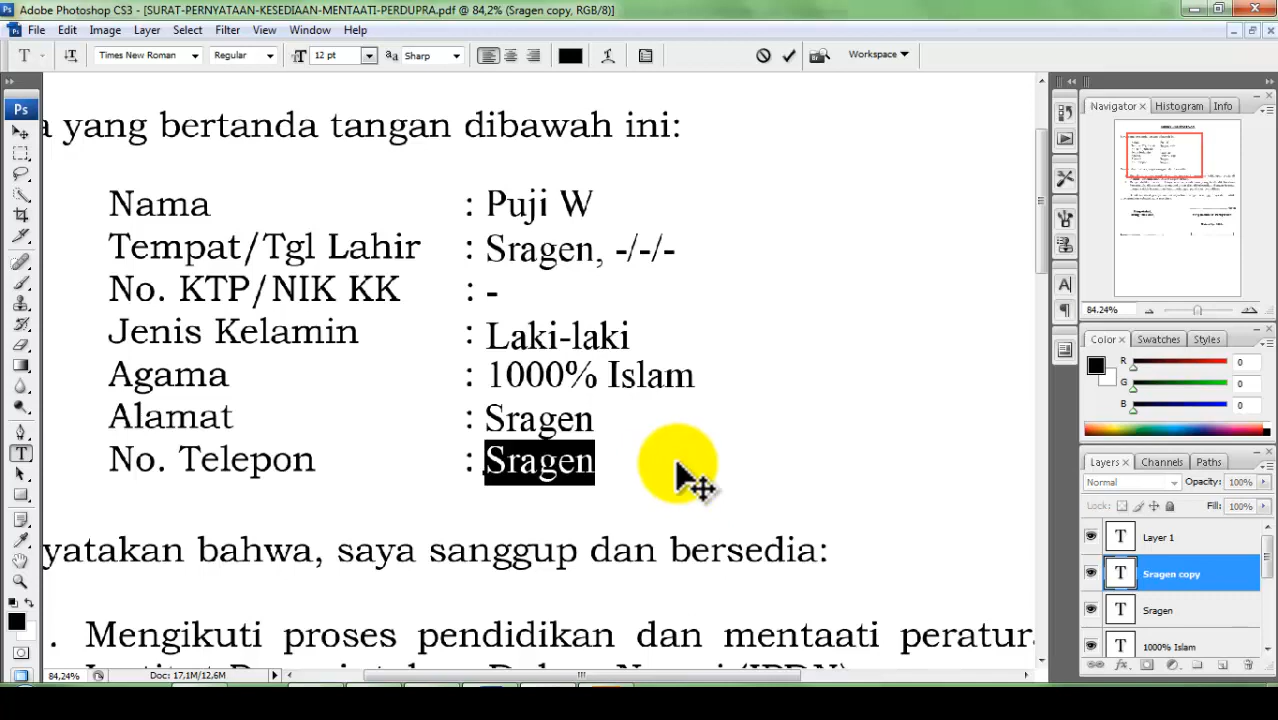 Adobe Photoshop CS3 - [SURAT-PERNYATAAN-KESEDIAAN-MENTAATI-PERDUPRA.pdf @ 84,2% (Sragen copy, RGB/8)]
Ps File Edit Image Layer Select Filter View Window Help
T Times New Roman Regular 12 pt aa Sharp Workspace
Ps
a yang bertanda tangan dibawah ini:
Nama : Puji W
Tempat/Tgl Lahir : Sragen, -/-/-
No. KTP/NIK KK : -
Jenis Kelamin : Laki-laki
Agama : 1000% Islam
Alamat : Sragen
No. Telepon : Sragen
yatakan bahwa, saya sanggup dan bersedia:
. Mengikuti proses pendidikan dan mentaati peratur
84,24% Doc: 17,1M/12,6M
Navigator × Histogram Info
84.24%
Color × Swatches Styles
R 0
G 0
B 0
Layers × Channels Paths
Normal Opacity: 100%
Lock: Fill: 100%
T Layer 1
T Sragen copy
T Sragen
T 1000% Islam